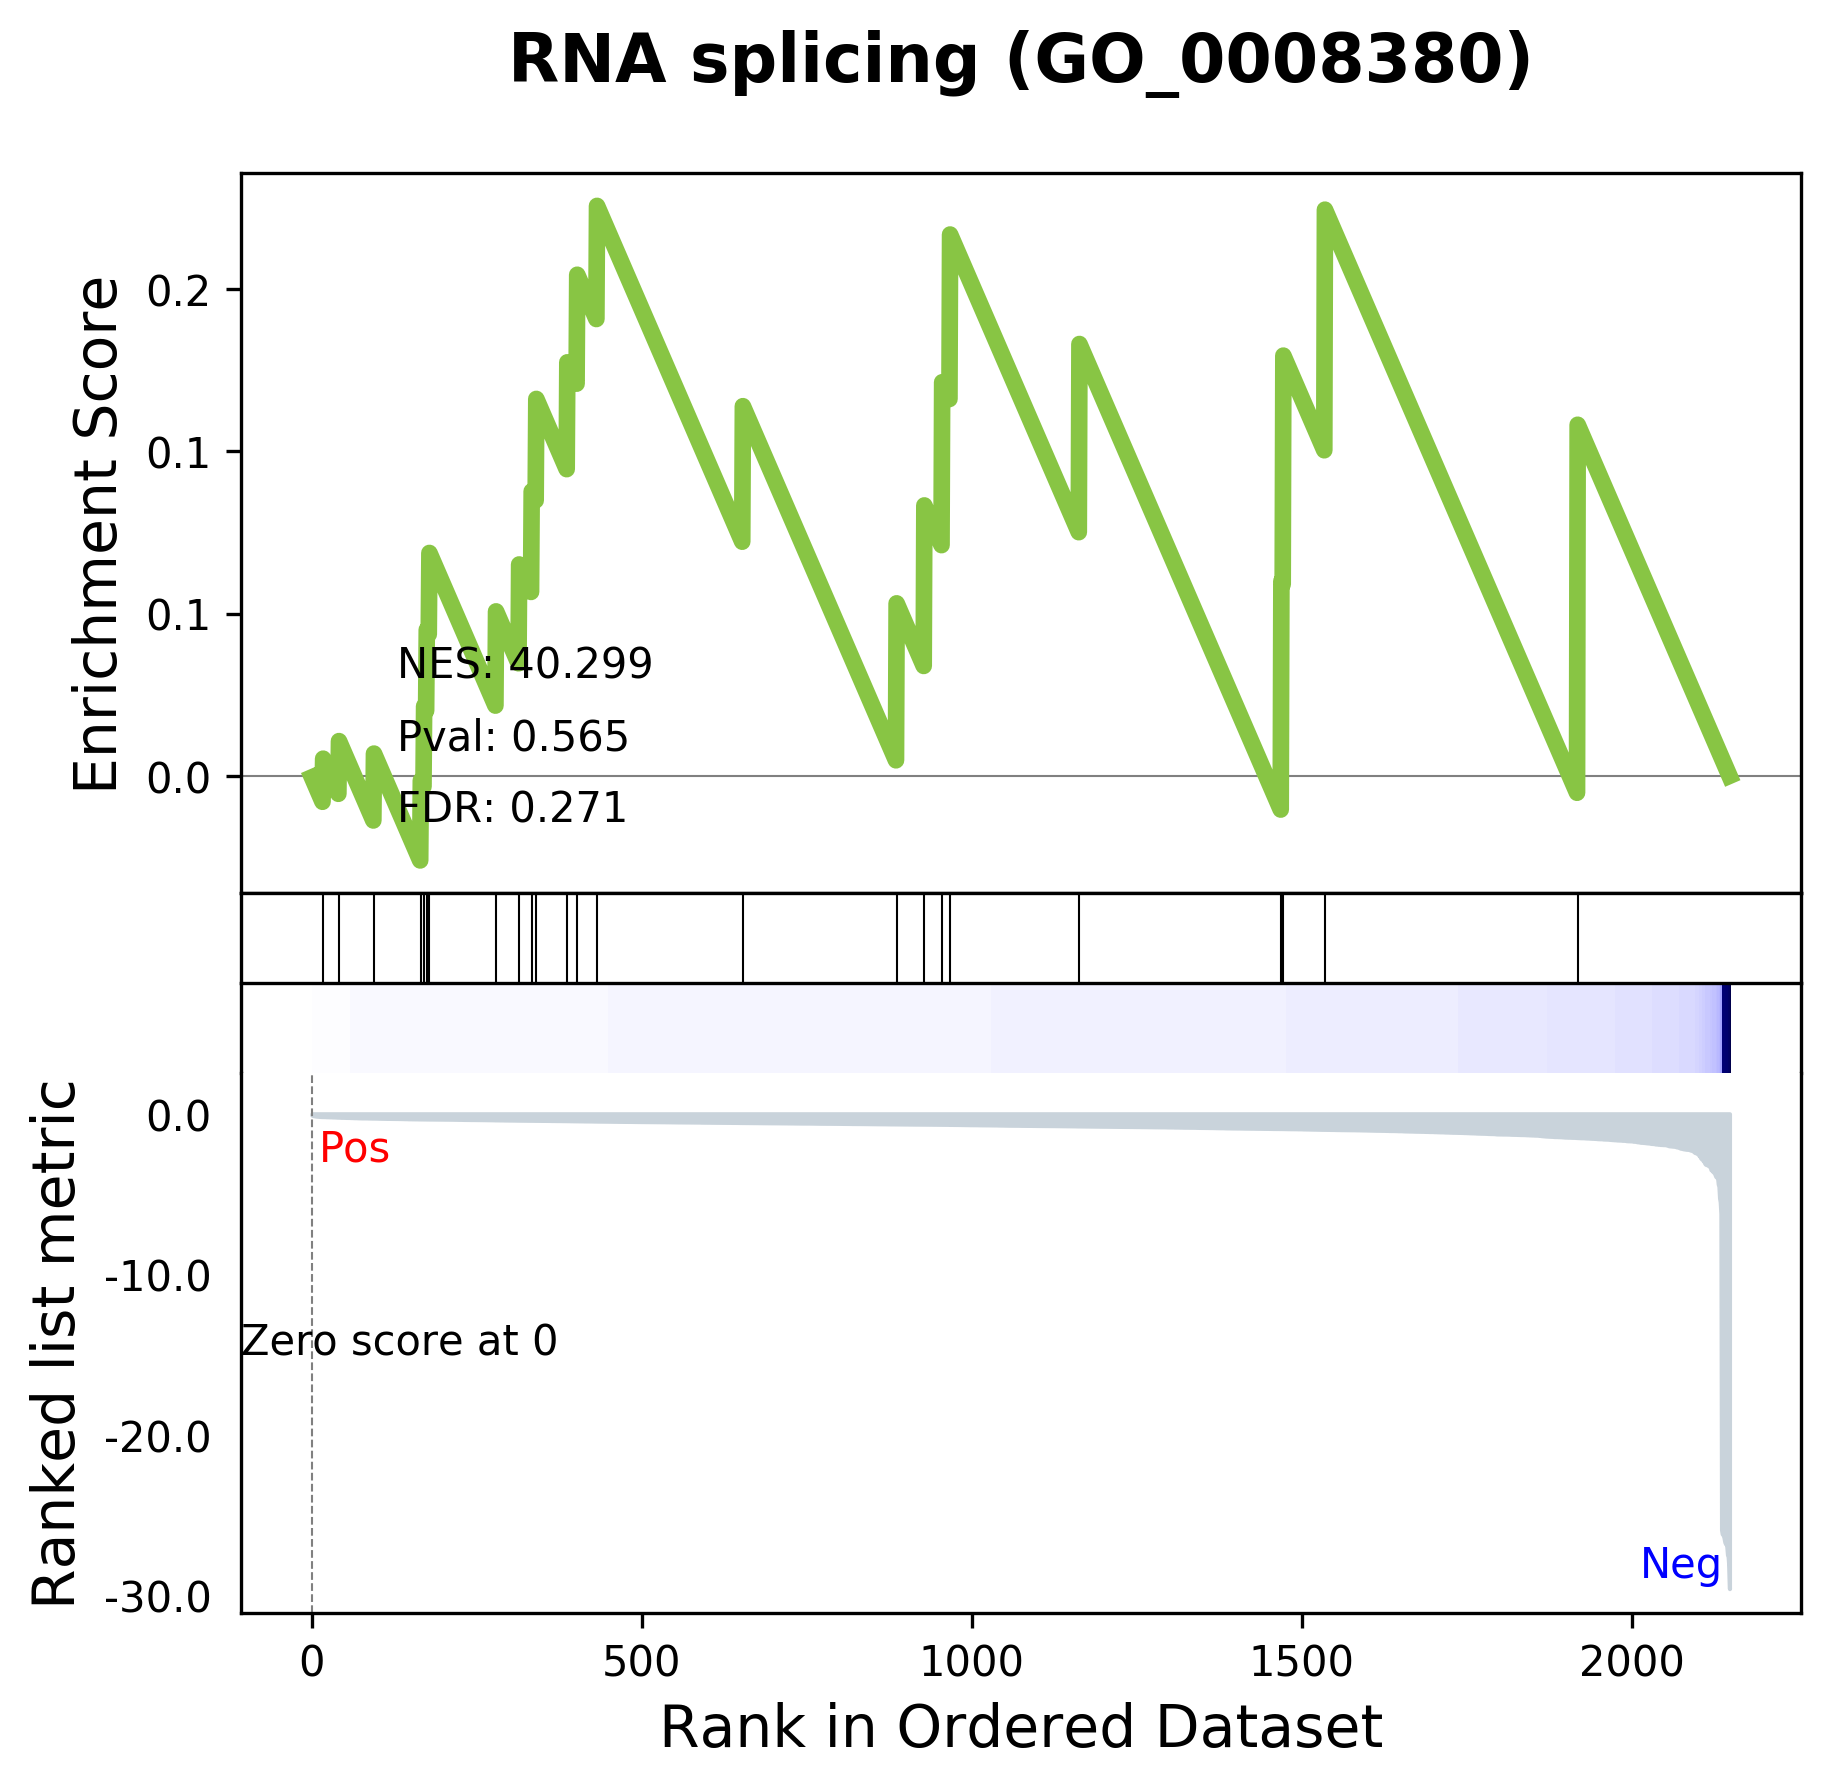 RNA splicing (GO_0008380)
Enrichment Score
0.2
0.1
0.1
0.0
NES: 40.299
Pval: 0.565
FDR: 0.271
Ranked list metric
0.0
-10.0
-20.0
-30.0
Pos
Zero score at 0
Neg
0 500 1000 1500 2000
Rank in Ordered Dataset